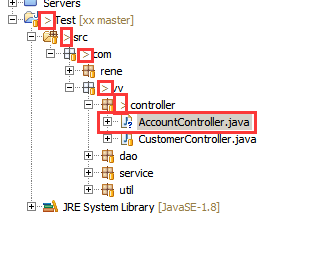 Servers
> Test [xx master]
> src
> com
rene
> vv
> controller
AccountController.java
CustomerController.java
dao
service
util
JRE System Library [JavaSE-1.8]